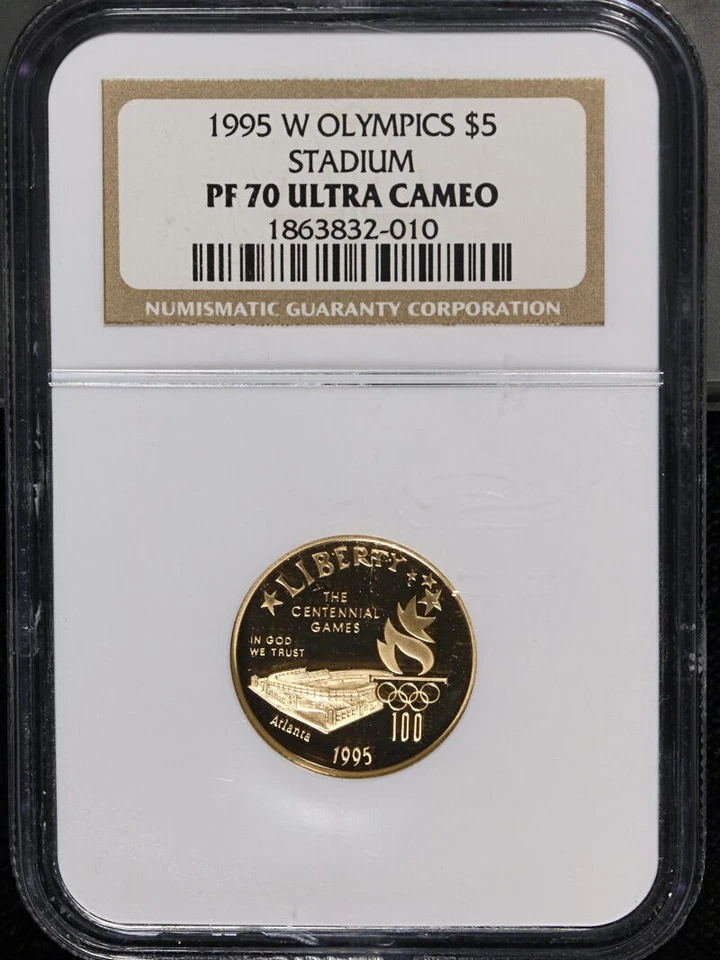 1995 W OLYMPICS $5
STADIUM
PF 70 ULTRA CAMEO
1863832-010
NUMISMATIC GUARANTY CORPORATION
LIBERTY
THE
CENTENNIAL
GAMES
IN GOD
WE TRUST
Atlanta
100
1995